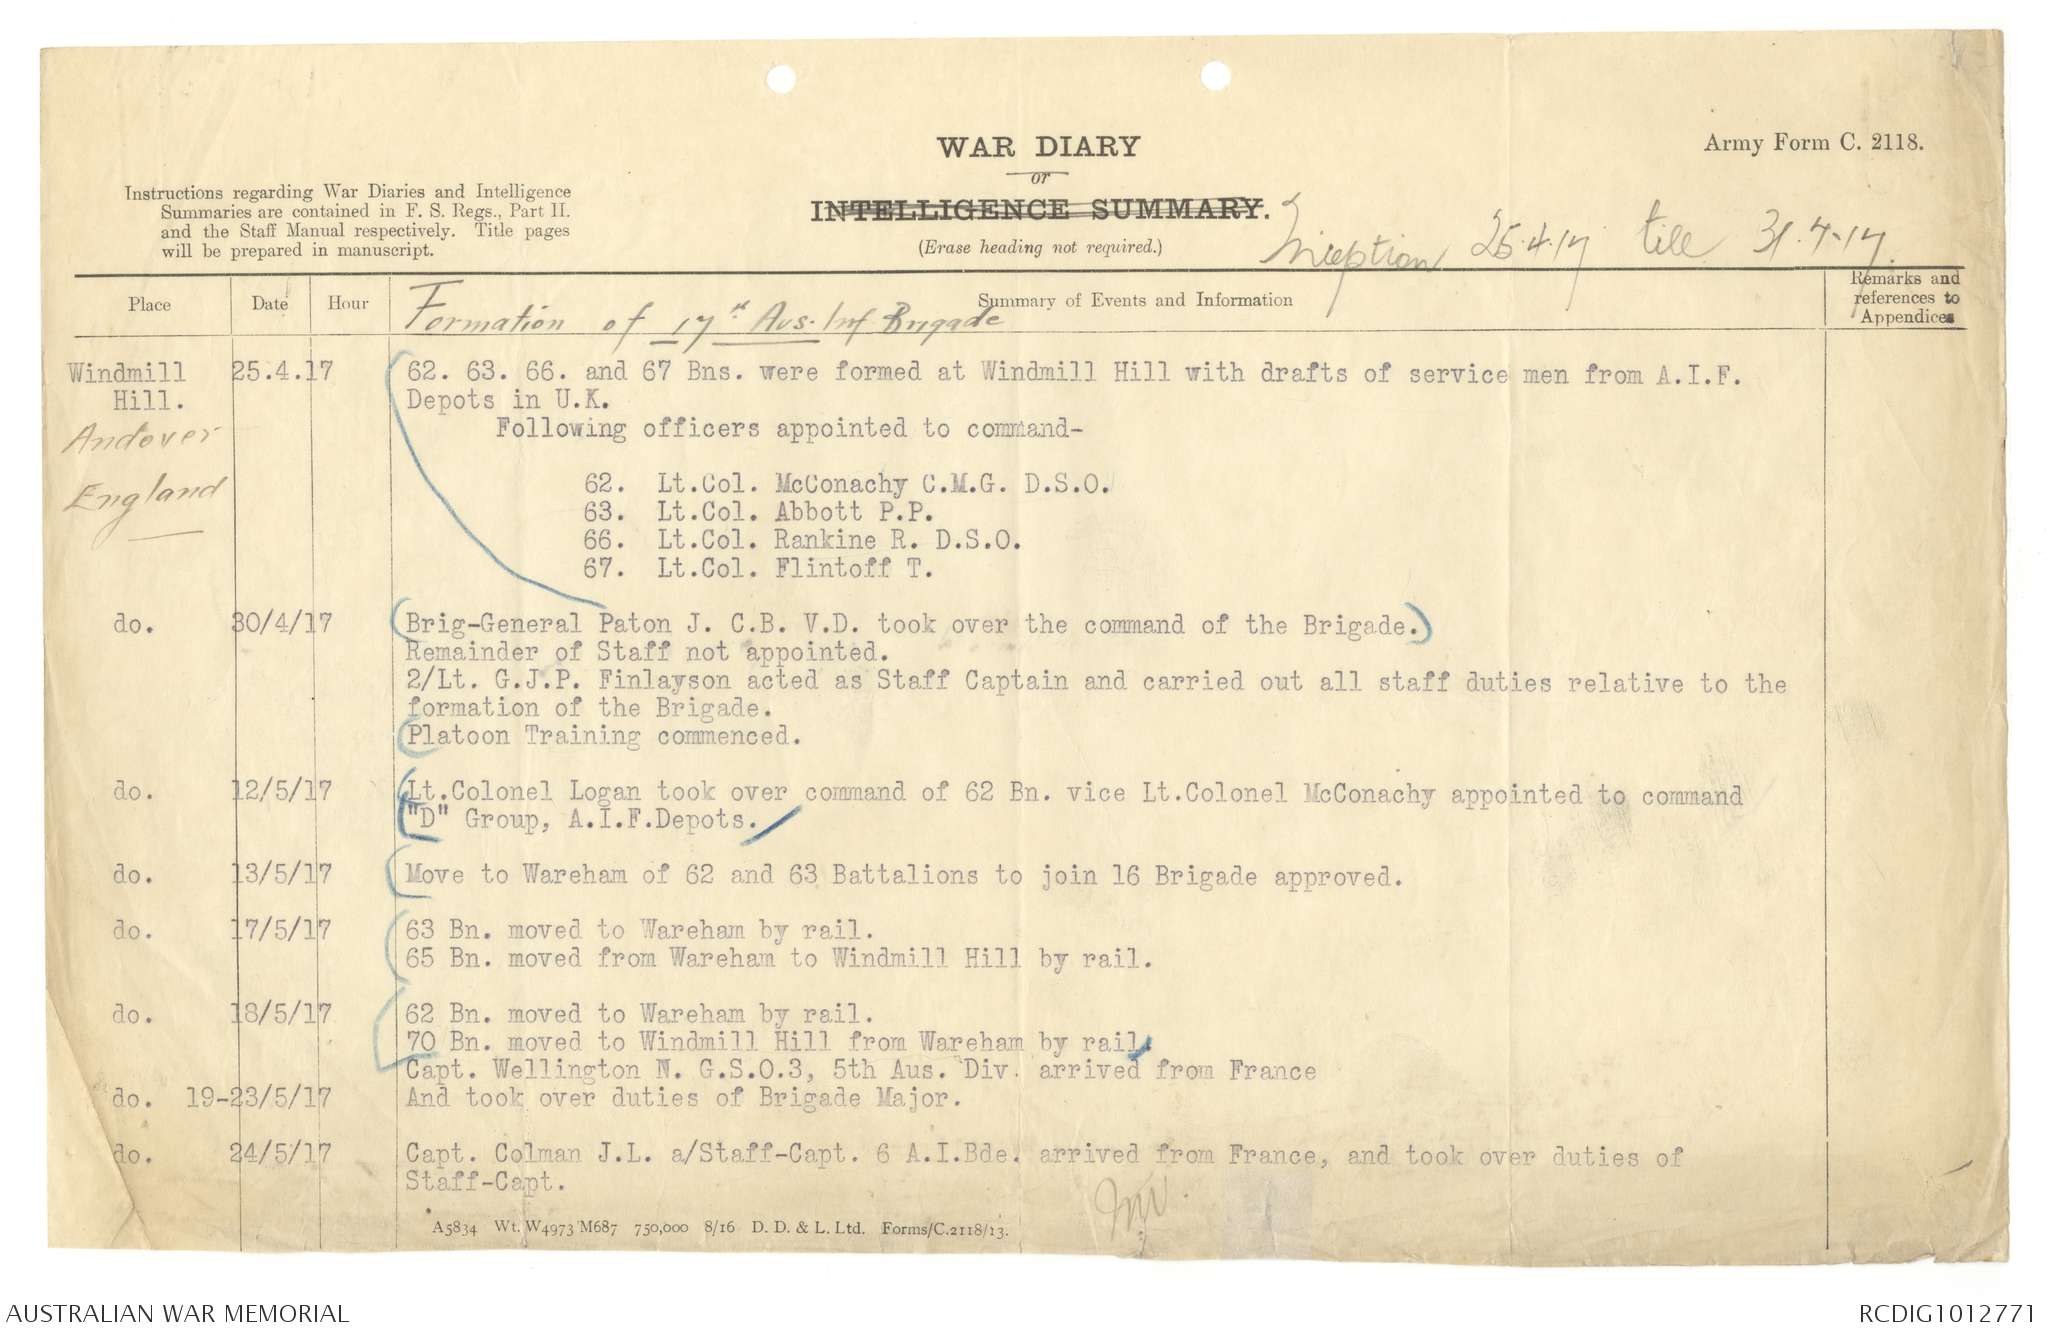 WAR DIARY
or
INTELLIGENCE SUMMARY.
(Erase heading not required.)
Army Form C. 2118.
Instructions regarding War Diaries and Intelligence
Summaries are contained in F. S. Regs., Part II.
and the Staff Manual respectively. Title pages
will be prepared in manuscript.
Inception 25.4.17 till 31.7.17.
Place Date Hour Summary of Events and Information Remarks and
references to
Appendices
Formation of 17th Aus. Inf Brigade
Windmill 25.4.17 62. 63. 66. and 67 Bns. were formed at Windmill Hill with drafts of service men from A.I.F.
Hill. Depots in U.K.
Andover Following officers appointed to command-
England 62. Lt.Col. McConachy C.M.G. D.S.O.
63. Lt.Col. Abbott P.P.
66. Lt.Col. Rankine R. D.S.O.
67. Lt.Col. Flintoff T.
do. 30/4/17 Brig-General Paton J. C.B. V.D. took over the command of the Brigade.
Remainder of Staff not appointed.
2/Lt. G.J.P. Finlayson acted as Staff Captain and carried out all staff duties relative to the
formation of the Brigade.
Platoon Training commenced.
do. 12/5/17 Lt.Colonel Logan took over command of 62 Bn. vice Lt.Colonel McConachy appointed to command
"D" Group, A.I.F.Depots.
do. 13/5/17 Move to Wareham of 62 and 63 Battalions to join 16 Brigade approved.
do. 17/5/17 63 Bn. moved to Wareham by rail.
65 Bn. moved from Wareham to Windmill Hill by rail.
do. 18/5/17 62 Bn. moved to Wareham by rail.
70 Bn. moved to Windmill Hill from Wareham by rail.
Capt. Wellington N. G.S.O.3, 5th Aus. Div. arrived from France
do. 19-23/5/17 And took over duties of Brigade Major.
do. 24/5/17 Capt. Colman J.L. a/Staff-Capt. 6 A.I.Bde. arrived from France, and took over duties of
Staff-Capt.
A5834 Wt. W4973 M687 750,000 8/16 D. D. & L. Ltd. Forms/C.2118/13.
AUSTRALIAN WAR MEMORIAL
RCDIG1012771